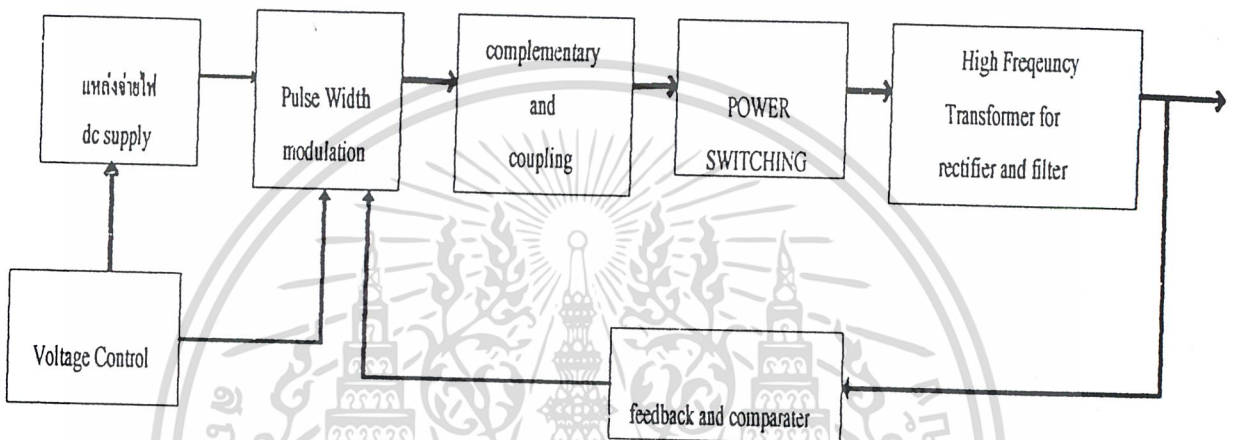 แหล่งจ่ายไฟ
dc supply
Pulse Width
modulation
complementary
and
coupling
POWER
SWITCHING
High Freqeuncy
Transformer for
rectifier and filter
Voltage Control
feedback and comparater